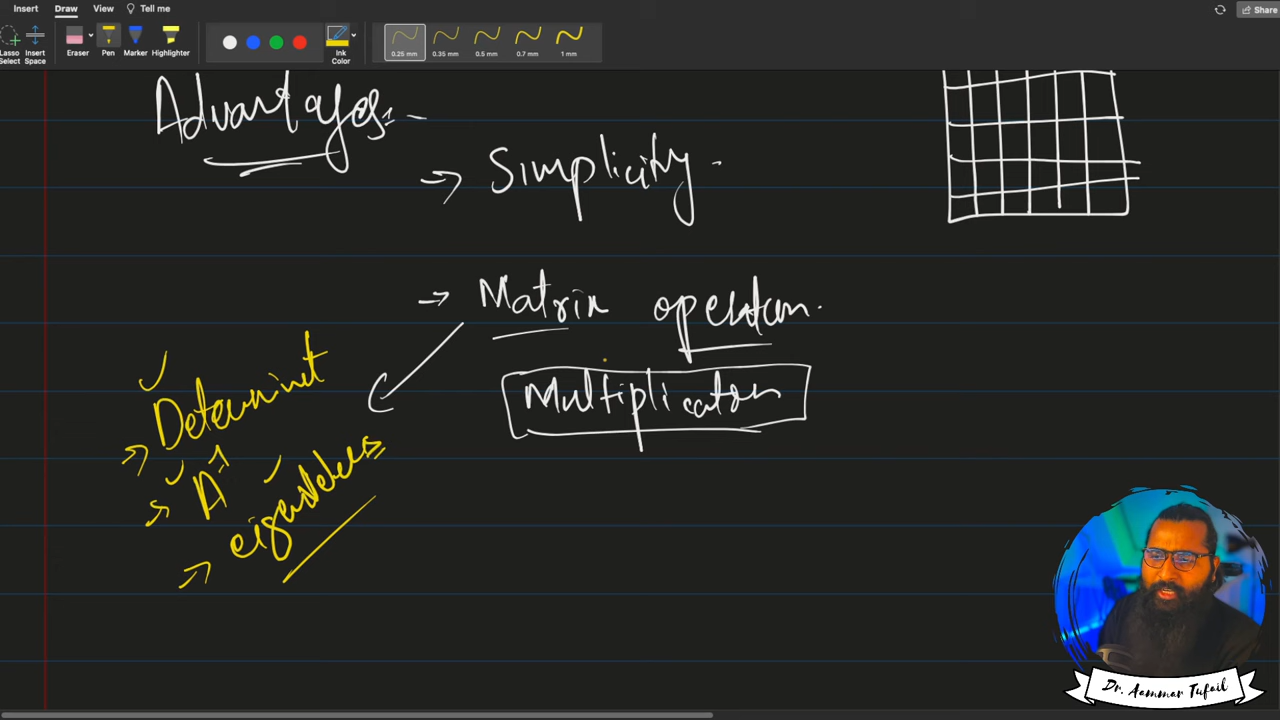 Insert Draw View Tell me
Share
Lasso Select
Insert Space
Eraser
Pen
Marker
Highlighter
Ink Color
0.25 mm
0.35 mm
0.5 mm
0.7 mm
1 mm
Advantages:-
→ Simplicity.
→ Matrix operation.
Multiplication
→ Determinet
→ A⁻¹
→ eigen
Dr. Aammar Tufail